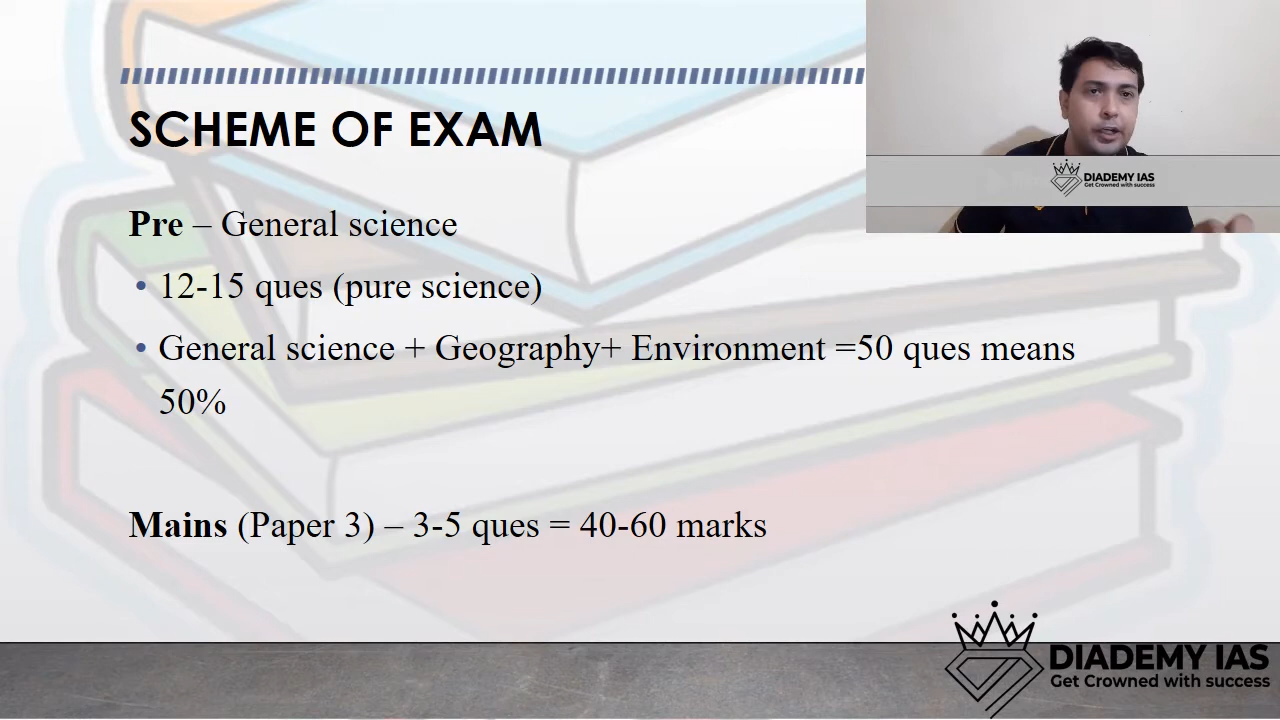 SCHEME OF EXAM
DIADEMY IAS
Get Crowned with success
Pre – General science
• 12-15 ques (pure science)
• General science + Geography+ Environment =50 ques means
50%
Mains (Paper 3) – 3-5 ques = 40-60 marks
DIADEMY IAS
Get Crowned with success